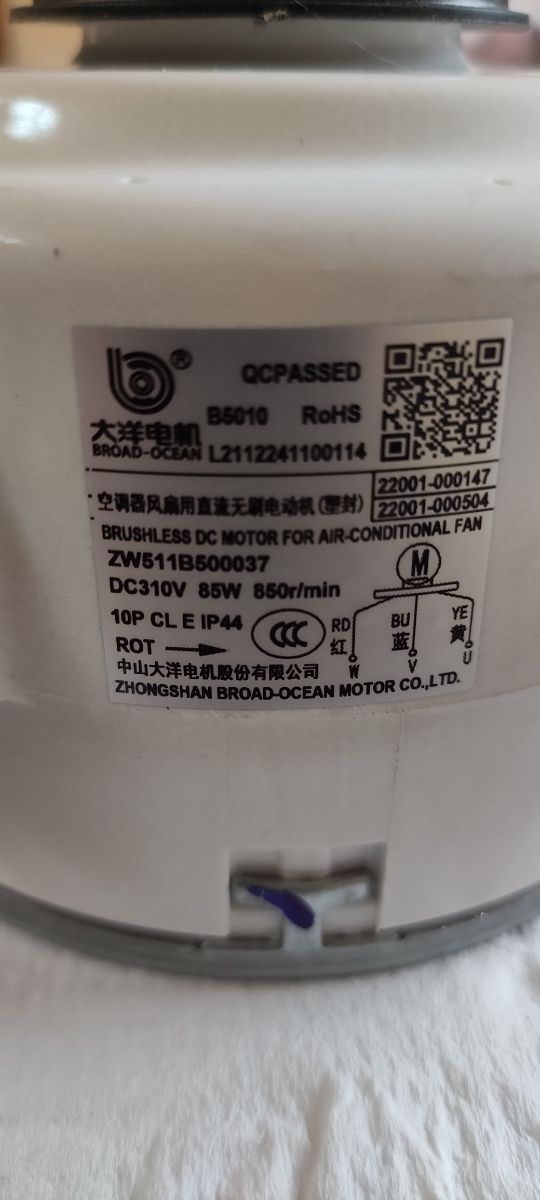 ®
QCPASSED
B5010 RoHS
大洋电机
BROAD-OCEAN
L2112241100114
22001-000147
空调器风扇用直流无刷电动机(塑封)
22001-000504
BRUSHLESS DC MOTOR FOR AIR-CONDITIONAL FAN
ZW511B500037
M
DC310V 85W 850r/min
10P CL E IP44
CCC
RD
红
W
BU
蓝
V
YE
黄
U
ROT
中山大洋电机股份有限公司
ZHONGSHAN BROAD-OCEAN MOTOR CO.,LTD.